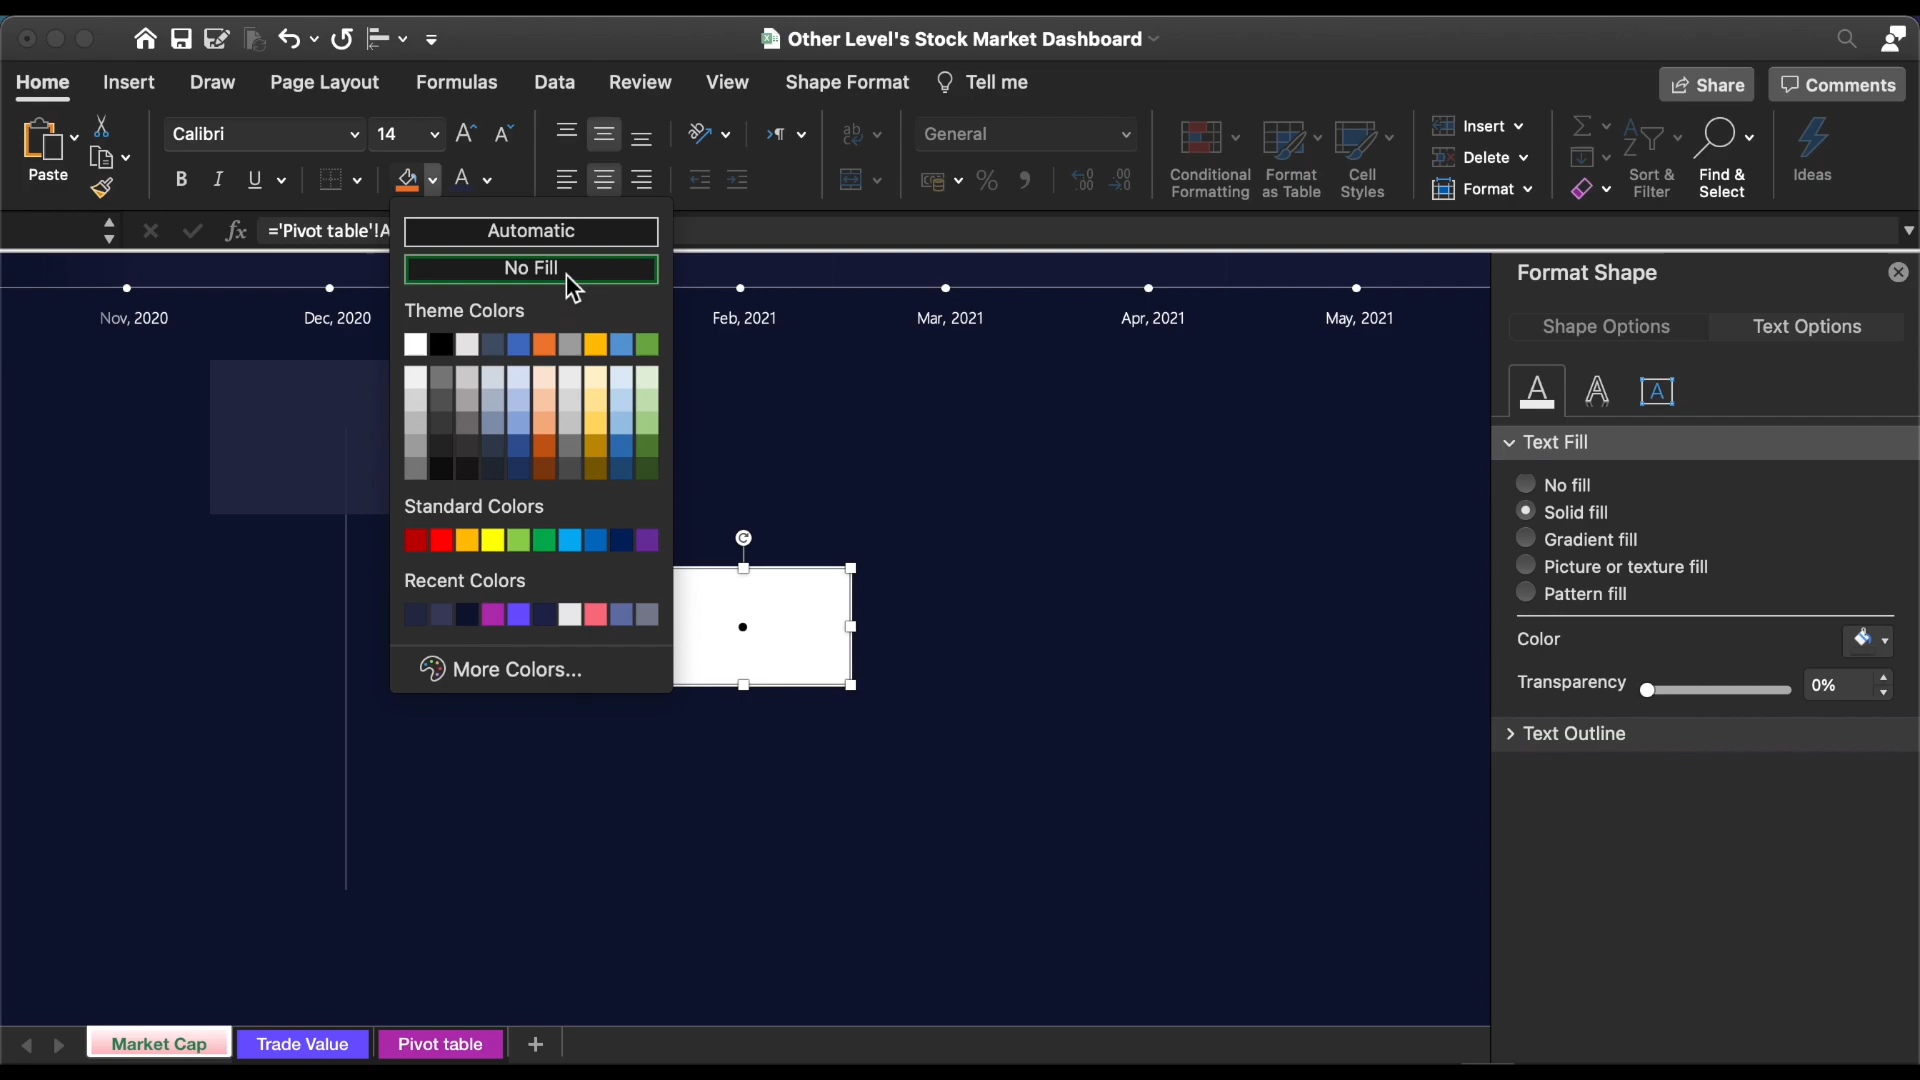 Other Level's Stock Market Dashboard
Home Insert Draw Page Layout Formulas Data Review View Shape Format Tell me Share Comments
Paste Calibri 14 General Conditional Formatting Format as Table Cell Styles Insert Delete Format Sort & Filter Find & Select Ideas
B I U A
fx ='Pivot table'!A
Automatic
No Fill
Theme Colors
Standard Colors
Recent Colors
More Colors...
Nov, 2020 Dec, 2020 Feb, 2021 Mar, 2021 Apr, 2021 May, 2021
Format Shape
Shape Options Text Options
Text Fill
No fill
Solid fill
Gradient fill
Picture or texture fill
Pattern fill
Color
Transparency 0%
Text Outline
Market Cap Trade Value Pivot table +